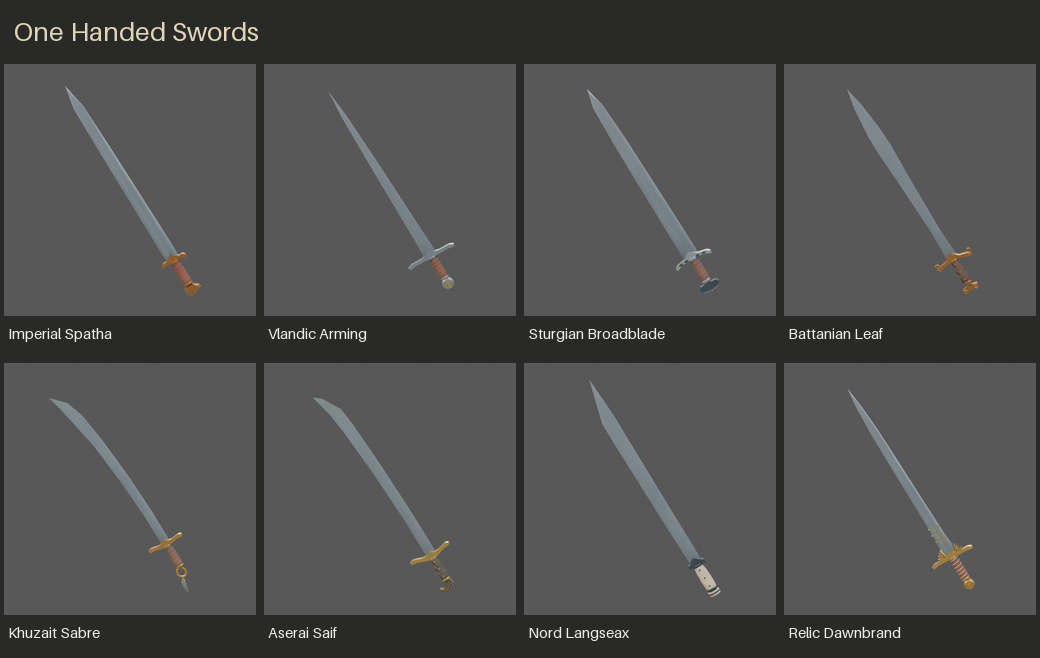 One Handed Swords
Imperial Spatha
Vlandic Arming
Sturgian Broadblade
Battanian Leaf
Khuzait Sabre
Aserai Saif
Nord Langseax
Relic Dawnbrand